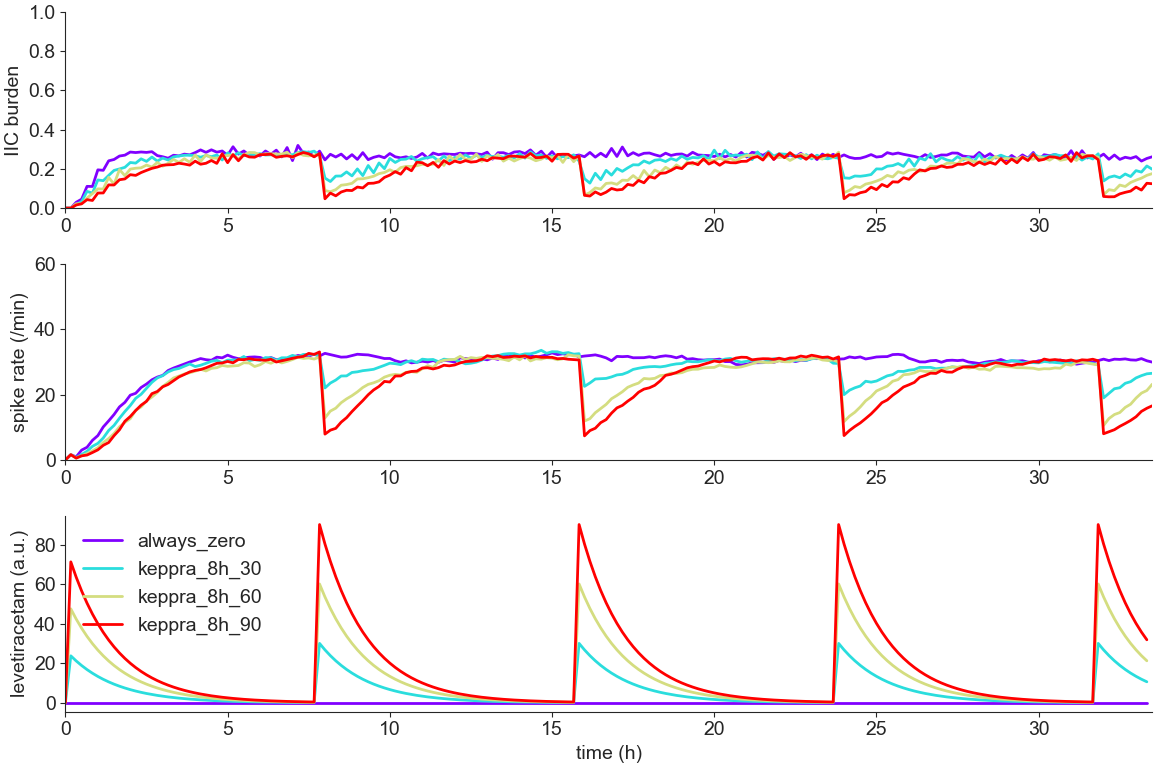 IIC burden
1.0
0.8
0.6
0.4
0.2
0.0
0 5 10 15 20 25 30
spike rate (/min)
60
40
20
0
0 5 10 15 20 25 30
levetiracetam (a.u.)
80
60
40
20
0
always_zero
keppra_8h_30
keppra_8h_60
keppra_8h_90
0 5 10 15 20 25 30
time (h)